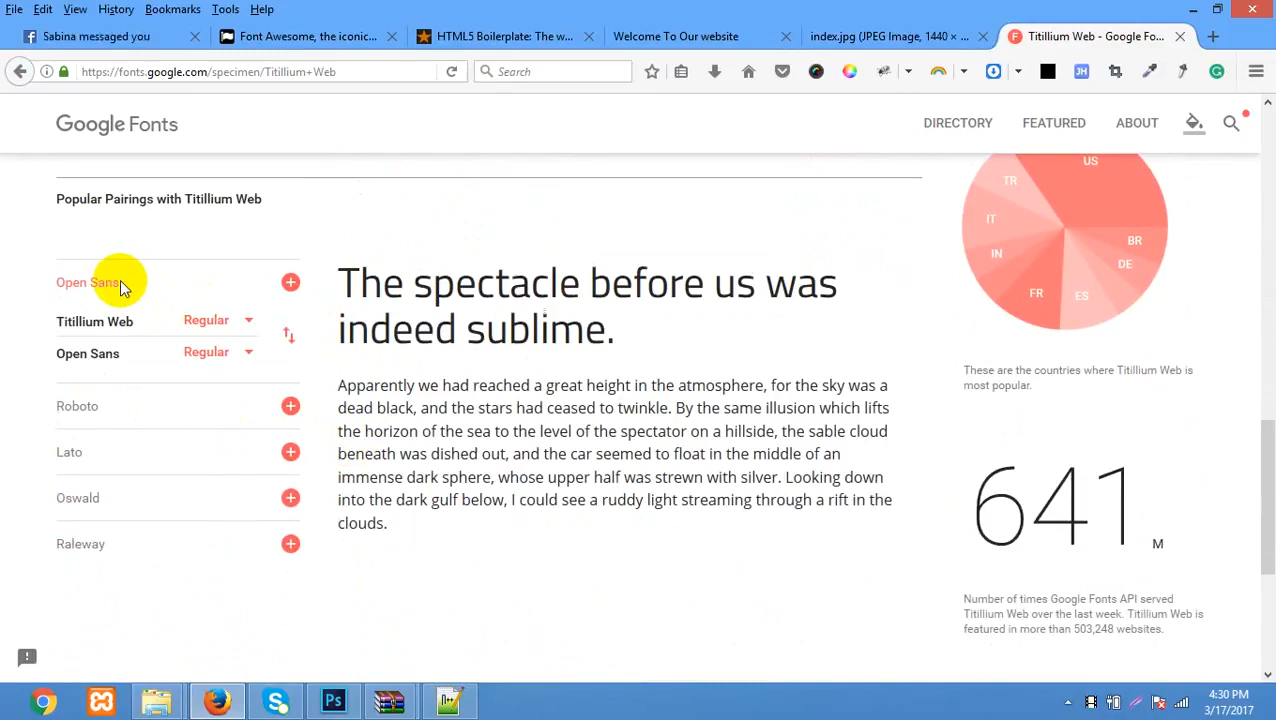 File Edit View History Bookmarks Tools Help
Sabina messaged you
Font Awesome, the iconic...
HTML5 Boilerplate: The w...
Welcome To Our website
index.jpg (JPEG Image, 1440 × ...
Titillium Web - Google Fo...
https://fonts.google.com/specimen/Titillium+Web
Search
JH
Google Fonts
DIRECTORY FEATURED ABOUT
Popular Pairings with Titillium Web
Open Sans
Titillium Web Regular
Open Sans Regular
Roboto
Lato
Oswald
Raleway
The spectacle before us was
indeed sublime.
Apparently we had reached a great height in the atmosphere, for the sky was a
dead black, and the stars had ceased to twinkle. By the same illusion which lifts
the horizon of the sea to the level of the spectator on a hillside, the sable cloud
beneath was dished out, and the car seemed to float in the middle of an
immense dark sphere, whose upper half was strewn with silver. Looking down
into the dark gulf below, I could see a ruddy light streaming through a rift in the
clouds.
US
TR
IT
IN
FR
ES
DE
BR
These are the countries where Titillium Web is
most popular.
641 M
Number of times Google Fonts API served
Titillium Web over the last week. Titillium Web is
featured in more than 503,248 websites.
Ps
4:30 PM
3/17/2017